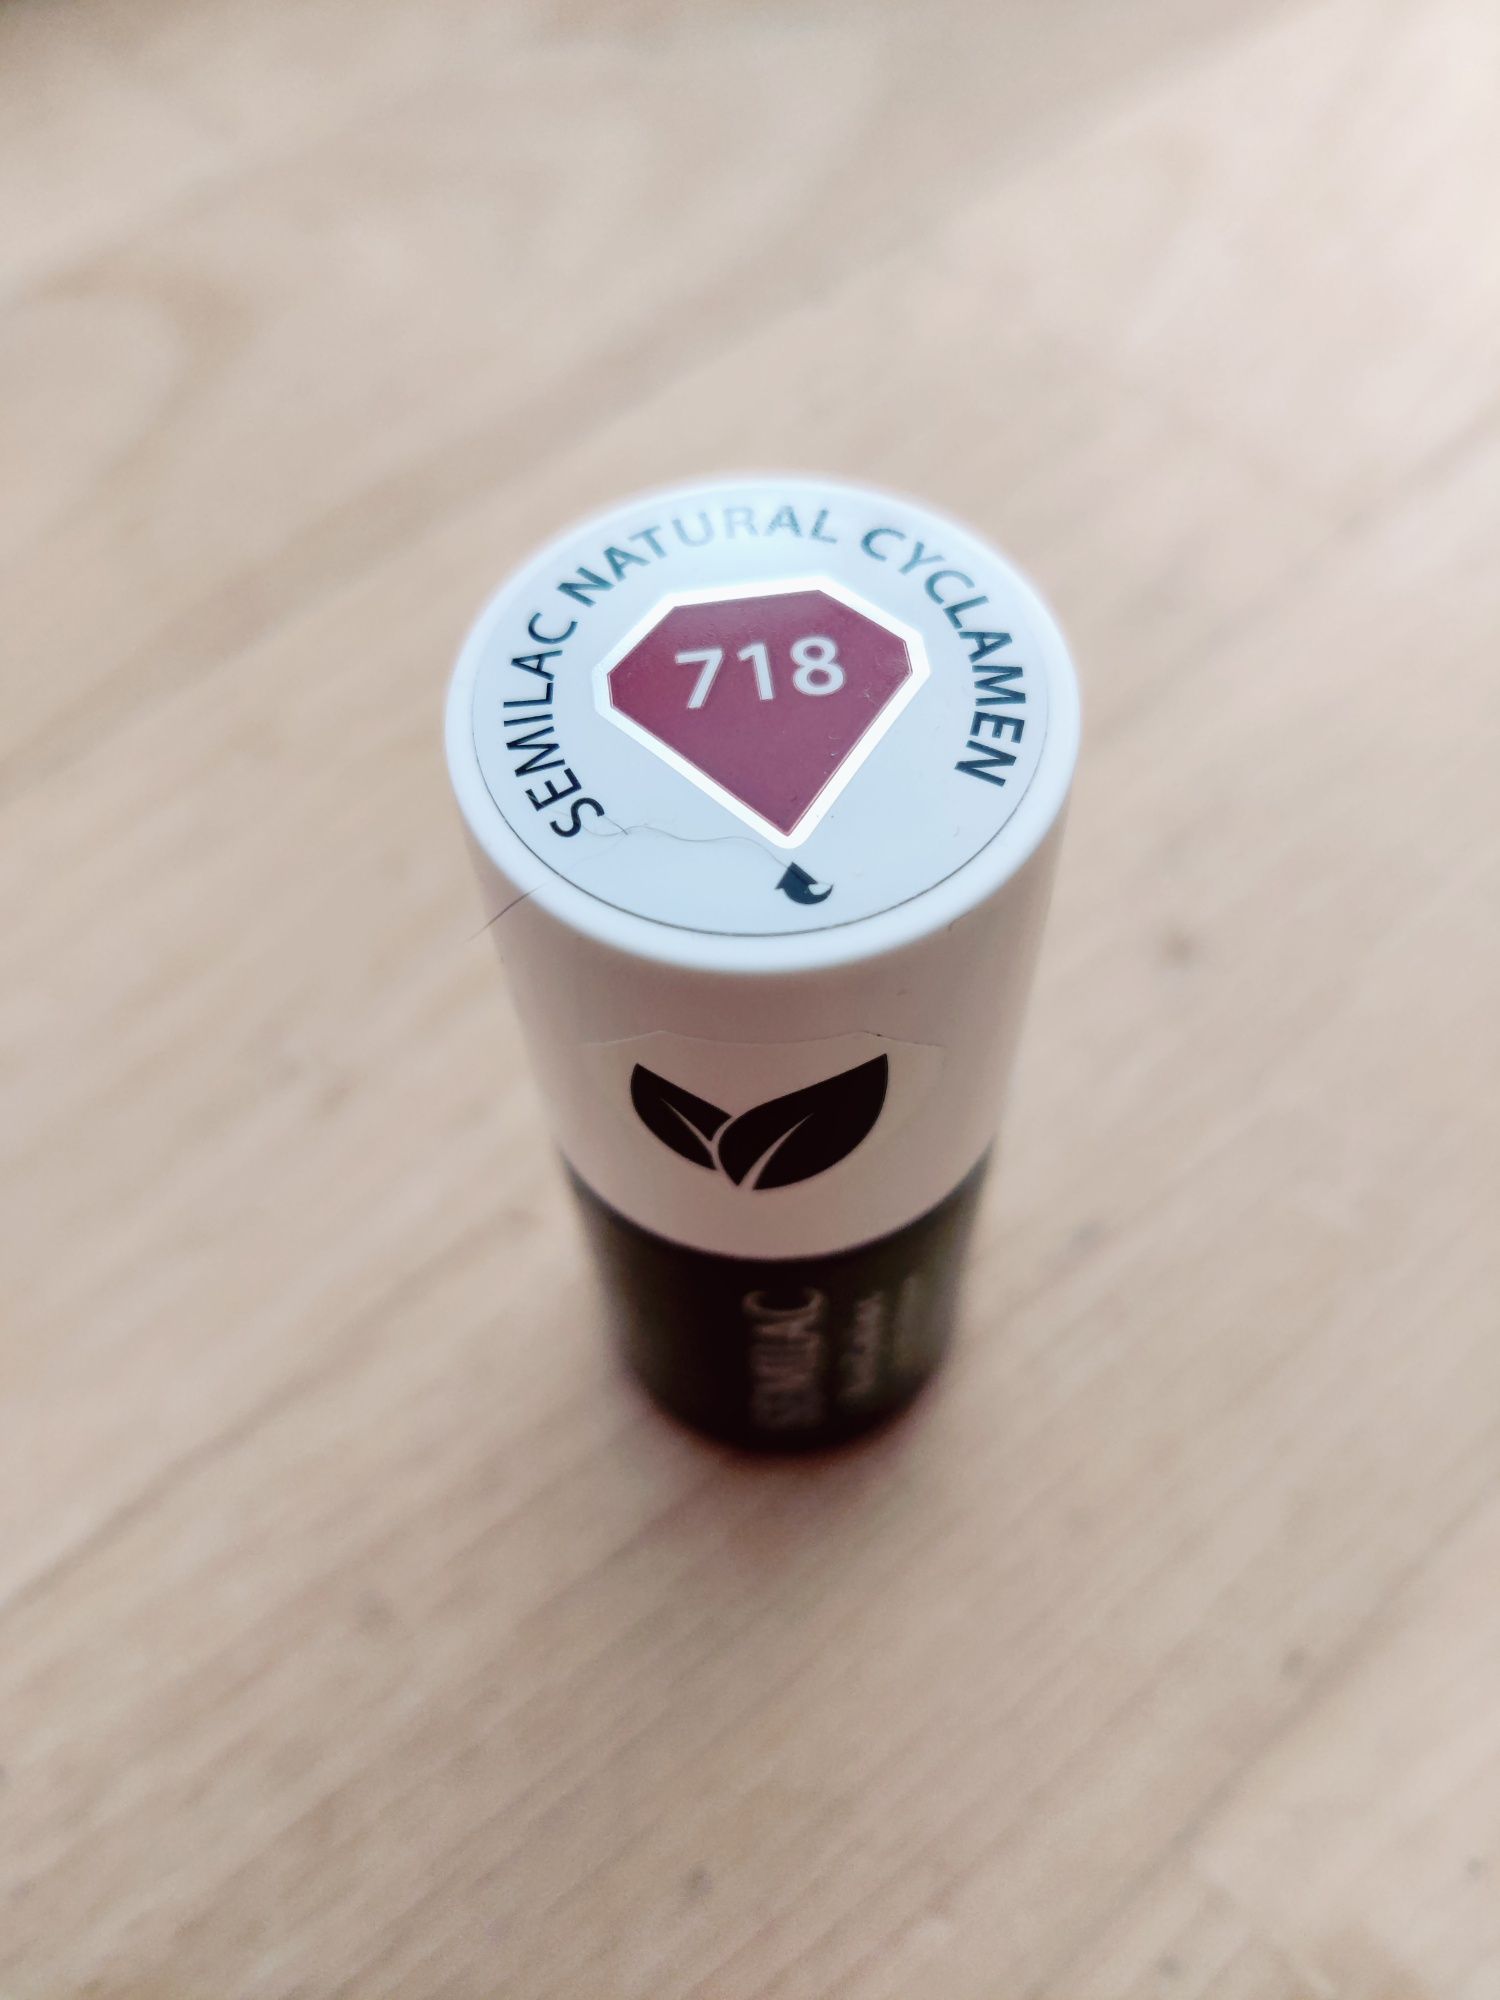 SEMILAC NATURAL CYCLAMEN
718
SEMILAC